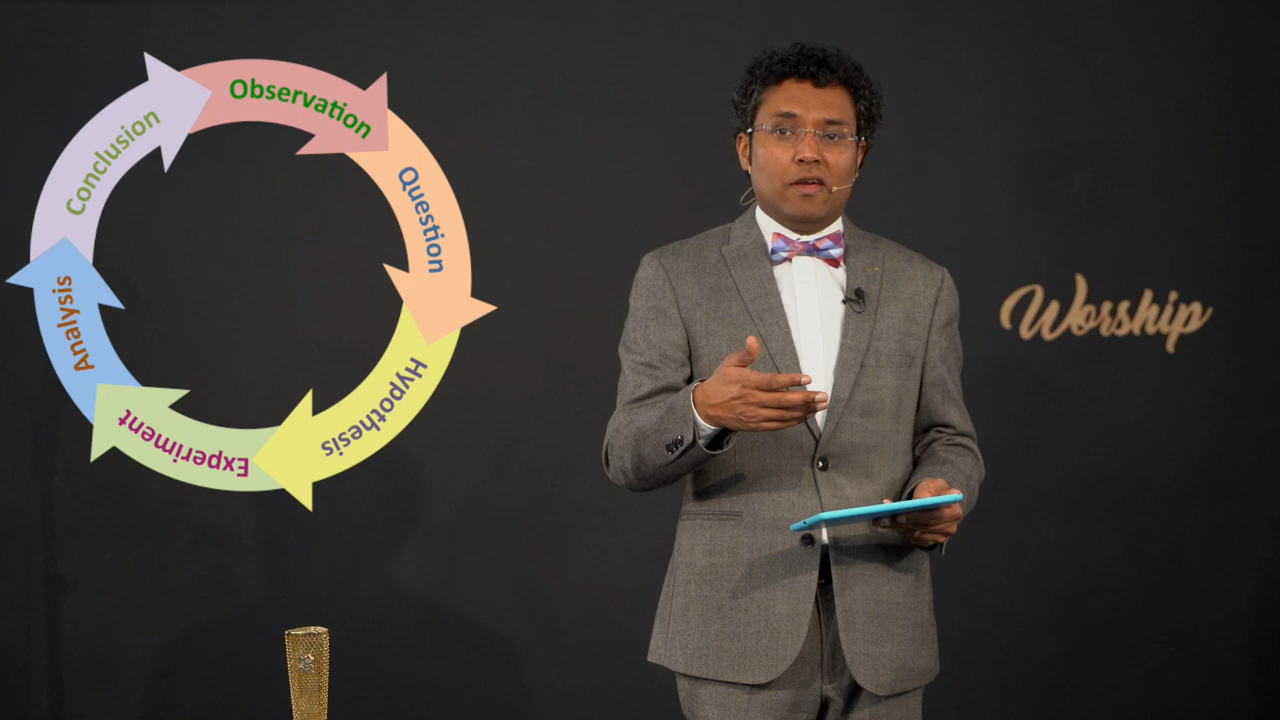 Observation
Question
Hypothesis
Experiment
Analysis
Conclusion
Worship